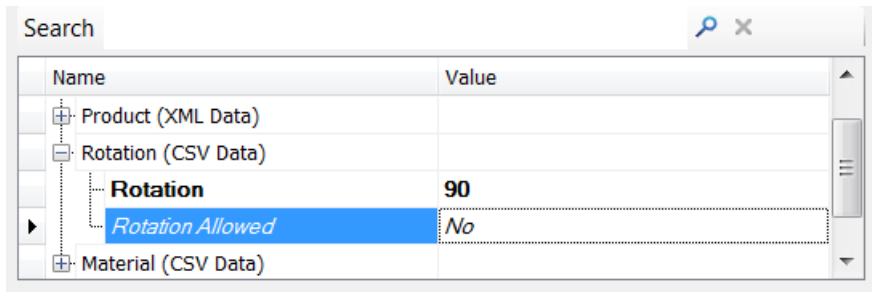 Search
Name Value
Product (XML Data)
Rotation (CSV Data)
Rotation 90
Rotation Allowed No
Material (CSV Data)